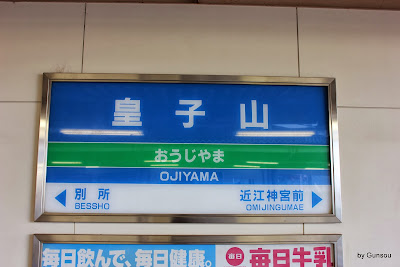 皇子山
おうじやま
OJIYAMA
別所 近江神宮前
BESSHO OMIJINGUMAE
毎日飲んで、毎日健康。 毎日 毎日牛乳
by Gunsou